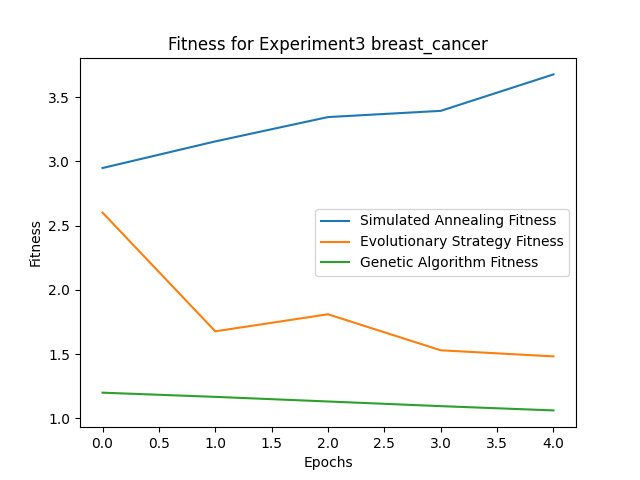 Fitness for Experiment3 breast_cancer
Fitness
3.5
3.0
2.5
2.0
1.5
1.0
Simulated Annealing Fitness
Evolutionary Strategy Fitness
Genetic Algorithm Fitness
0.0 0.5 1.0 1.5 2.0 2.5 3.0 3.5 4.0
Epochs